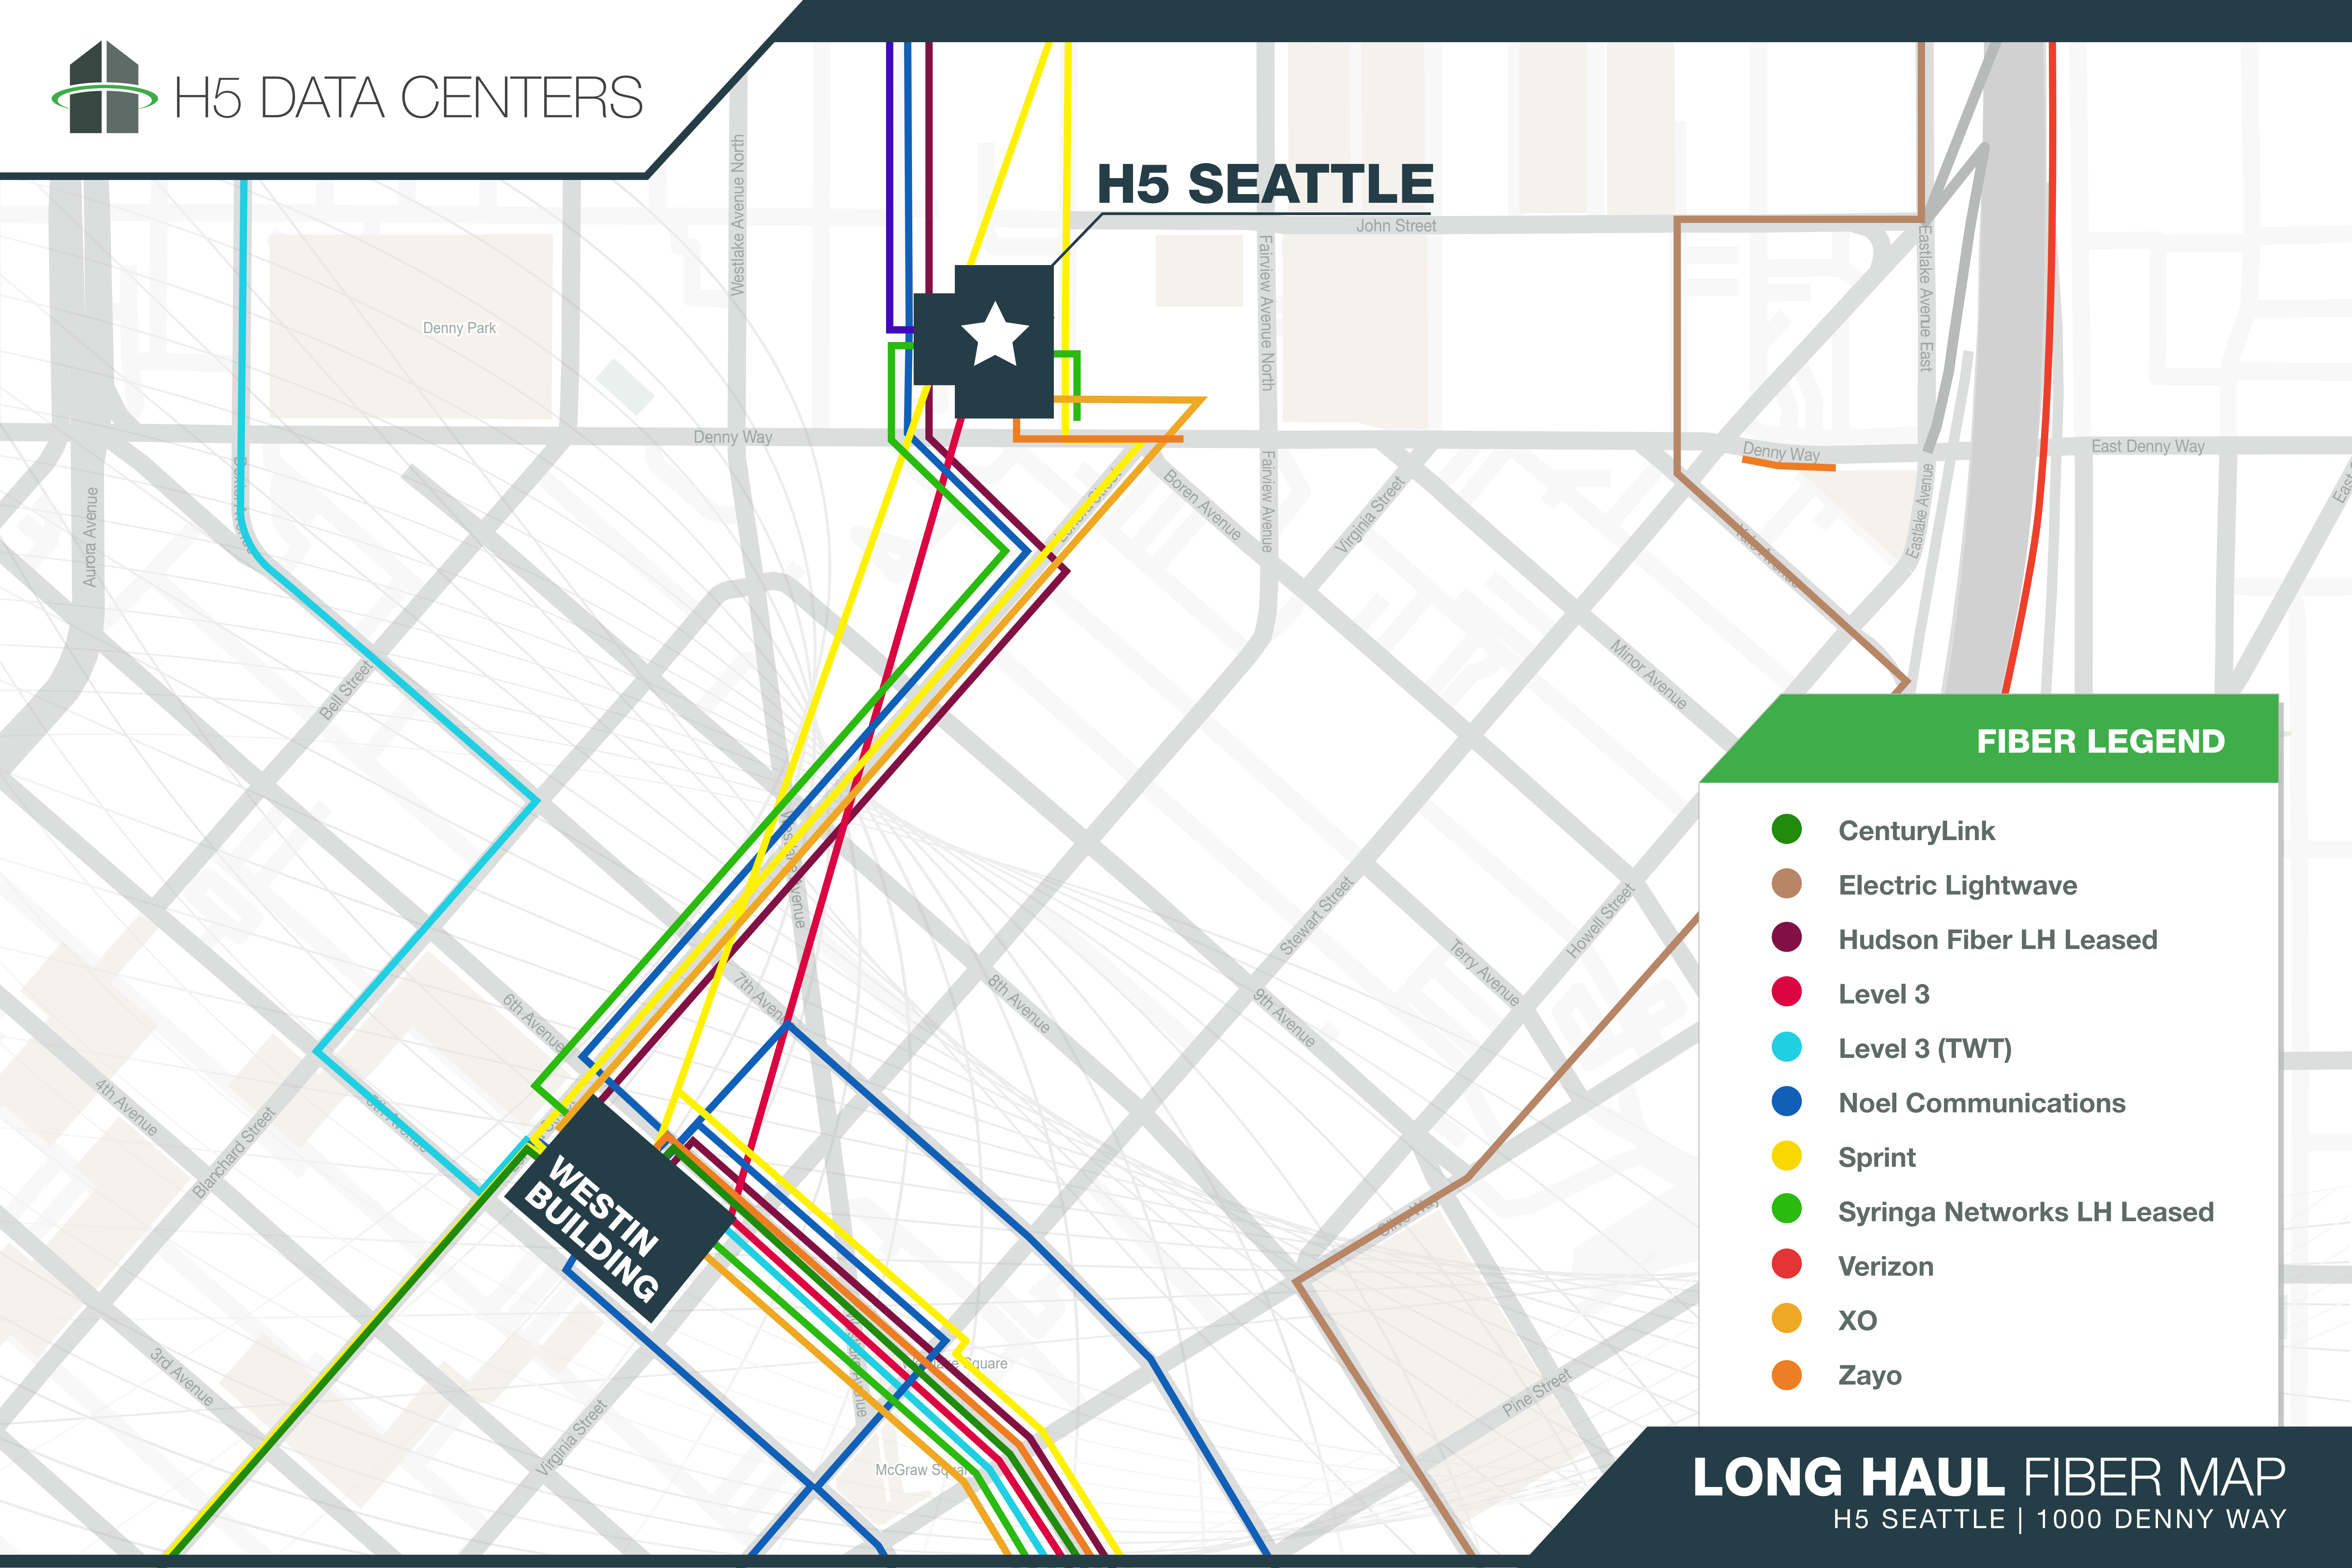 H5 DATA CENTERS
H5 SEATTLE
John Street
Westlake Avenue North
Fairview Avenue North
Eastlake Avenue East
Denny Park
Denny Way
Denny Way
East Denny Way
Aurora Avenue
Boren Avenue
Fairview Avenue
Virginia Street
Eastlake Avenue
Bell Street
Minor Avenue
FIBER LEGEND
CenturyLink
Electric Lightwave
Hudson Fiber LH Leased
Level 3
Level 3 (TWT)
Noel Communications
Sprint
Syringa Networks LH Leased
Verizon
XO
Zayo
Stewart Street
Howell Street
Terry Avenue
6th Avenue
7th Avenue
8th Avenue
9th Avenue
4th Avenue
Blanchard Street
WESTIN
BUILDING
3rd Avenue
Virginia Street
Square
McGraw Square
Pine Street
LONG HAUL FIBER MAP
H5 SEATTLE | 1000 DENNY WAY